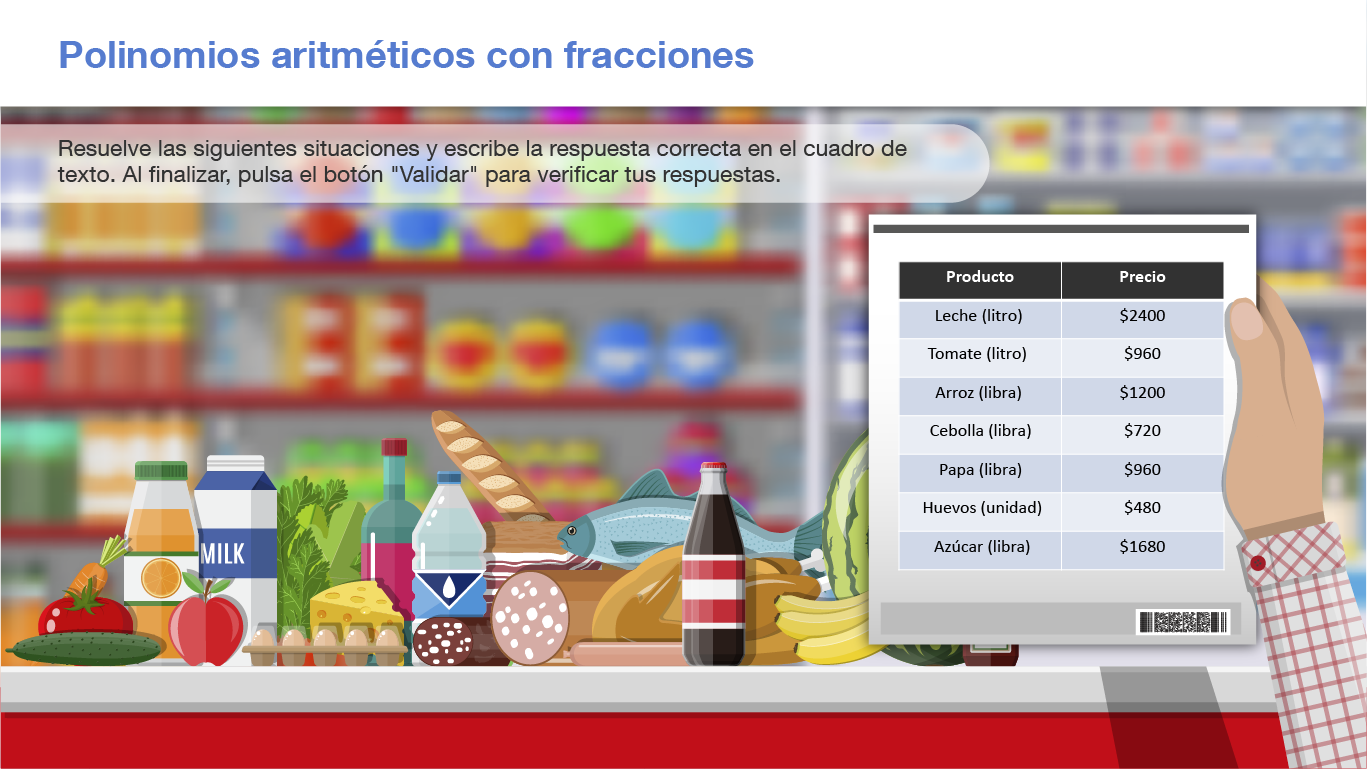 Polinomios aritméticos con fracciones
Resuelve las siguientes situaciones y escribe la respuesta correcta en el cuadro de
texto. Al finalizar, pulsa el botón "Validar" para verificar tus respuestas.
Producto Precio
Leche (litro) $2400
Tomate (litro) $960
Arroz (libra) $1200
Cebolla (libra) $720
Papa (libra) $960
Huevos (unidad) $480
Azúcar (libra) $1680
MILK